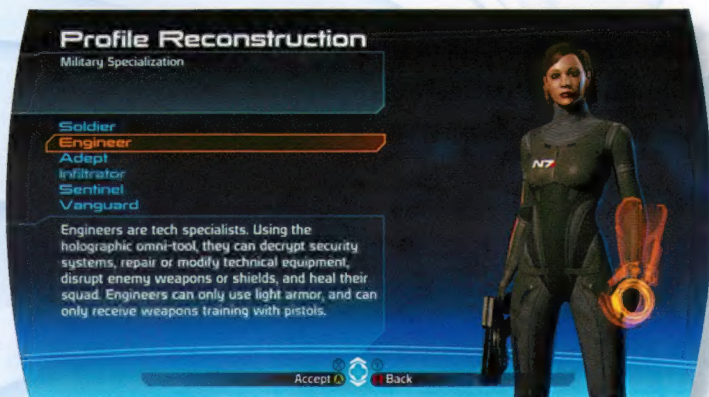 Profile Reconstruction
Military Specialization
Soldier
Engineer
Adept
Infiltrator
Sentinel
Vanguard
Engineers are tech specialists. Using the
holographic omni-tool, they can decrypt security
systems, repair or modify technical equipment,
disrupt enemy weapons or shields, and heal their
squad. Engineers can only use light armor, and can
only receive weapons training with pistols.
N7
Accept A Back